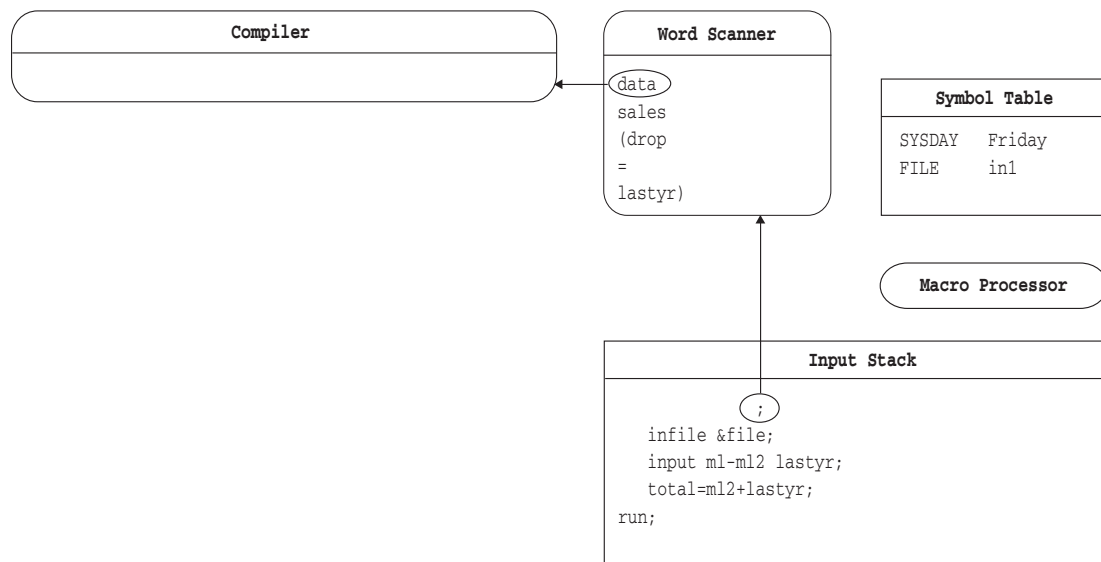 Compiler
Word Scanner
data
sales
(drop
=
lastyr)
Symbol Table
SYSDAY Friday
FILE in1
Macro Processor
Input Stack
;
infile &file;
input ml-ml2 lastyr;
total=ml2+lastyr;
run;